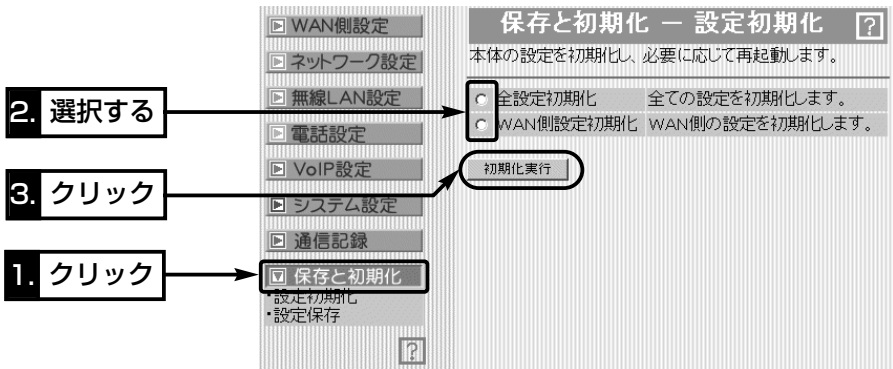 WAN側設定
ネットワーク設定
無線LAN設定
電話設定
VoIP設定
システム設定
通信記録
保存と初期化
・設定初期化
・設定保存
?
保存と初期化 － 設定初期化 ?
本体の設定を初期化し、必要に応じて再起動します。
全設定初期化 全ての設定を初期化します。
WAN側設定初期化 WAN側の設定を初期化します。
初期化実行
2. 選択する
3. クリック
1. クリック